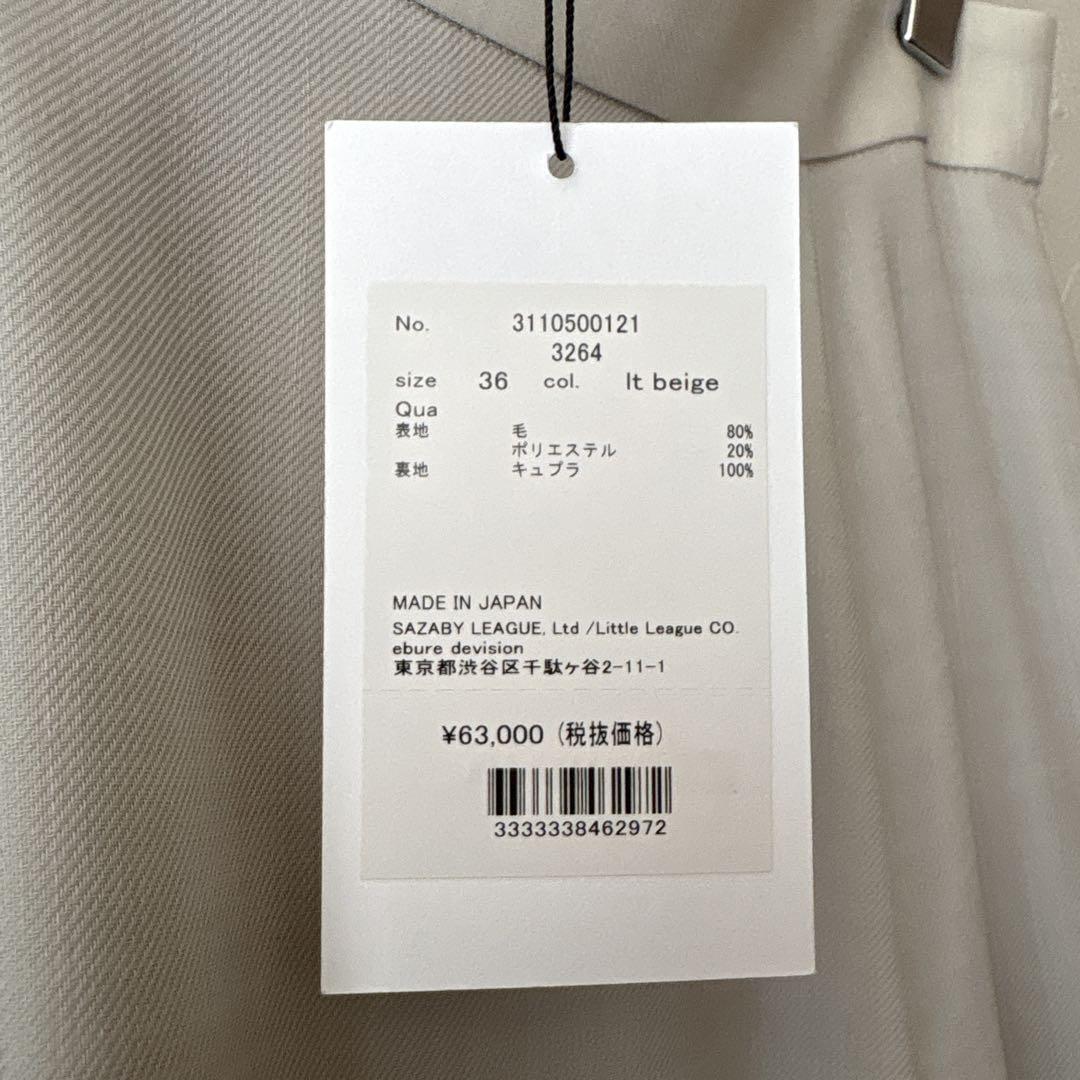 No. 3110500121
3264
size 36 col. lt beige
Qua
表地 毛 80%
ポリエステル 20%
裏地 キュプラ 100%
MADE IN JAPAN
SAZABY LEAGUE, Ltd /Little League CO.
ebure devision
東京都渋谷区千駄ヶ谷2-11-1
¥63,000 (税抜価格)
3333338462972